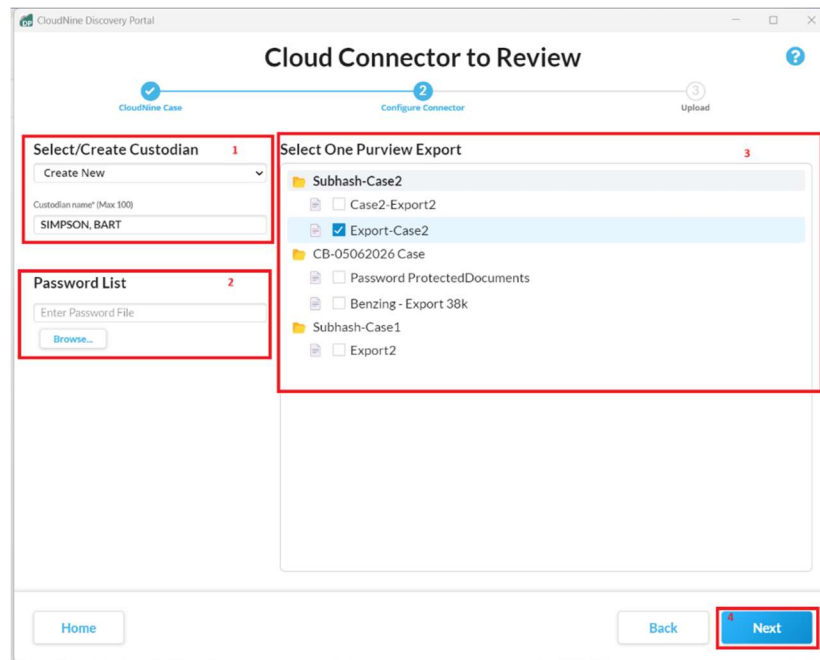 CloudNine Discovery Portal
Cloud Connector to Review
?
2
3
CloudNine Case
Configure Connector
Upload
Select/Create Custodian 1
Create New
Custodian name* (Max 100)
SIMPSON, BART
Password List 2
Enter Password File
Browse...
Select One Purview Export 3
Subhash-Case2
Case2-Export2
Export-Case2
CB-05062026 Case
Password ProtectedDocuments
Benzing - Export 38k
Subhash-Case1
Export2
Home
Back
4 Next